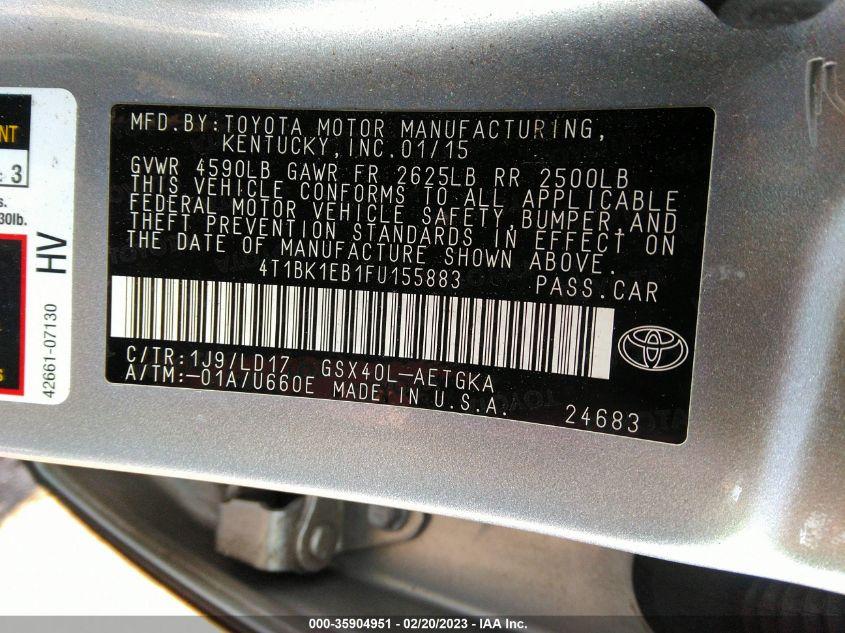 NT
: 3
s.
30lb.
HV
42661-07130
MFD.BY:TOYOTA MOTOR MANUFACTURING,
KENTUCKY, INC.01/15
GVWR 4590LB GAWR FR 2625LB RR 2500LB
THIS VEHICLE CONFORMS TO ALL APPLICABLE
FEDERAL MOTOR VEHICLE SAFETY,BUMPER,AND
THEFT PREVENTION STANDARDS IN EFFECT ON
THE DATE OF MANUFACTURE SHOWN ABOVE.
4T1BK1EB1FU155883 PASS.CAR
C/TR:1J9/LD17 GSX40L-AETGKA
A/TM:-01A/U660E MADE IN U.S.A. 24683
000-35904951 - 02/20/2023 - IAA Inc.